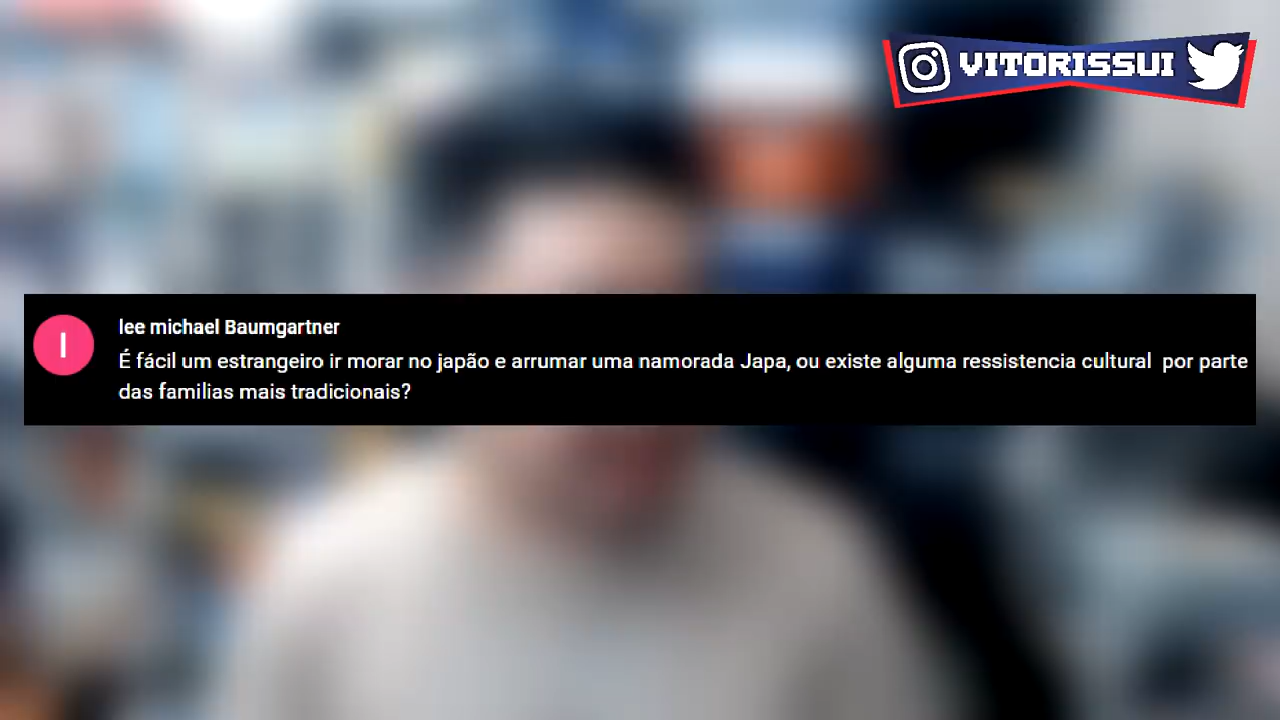 VITORISSUI
lee michael Baumgartner
É fácil um estrangeiro ir morar no japão e arrumar uma namorada Japa, ou existe alguma ressistencia cultural  por parte
das familias mais tradicionais?